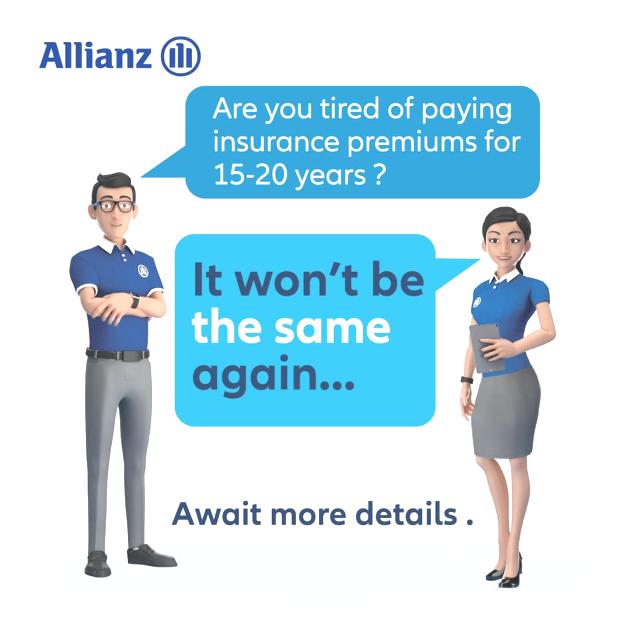 Allianz
Are you tired of paying
insurance premiums for
15-20 years ?
It won't be
the same
again...
Await more details .